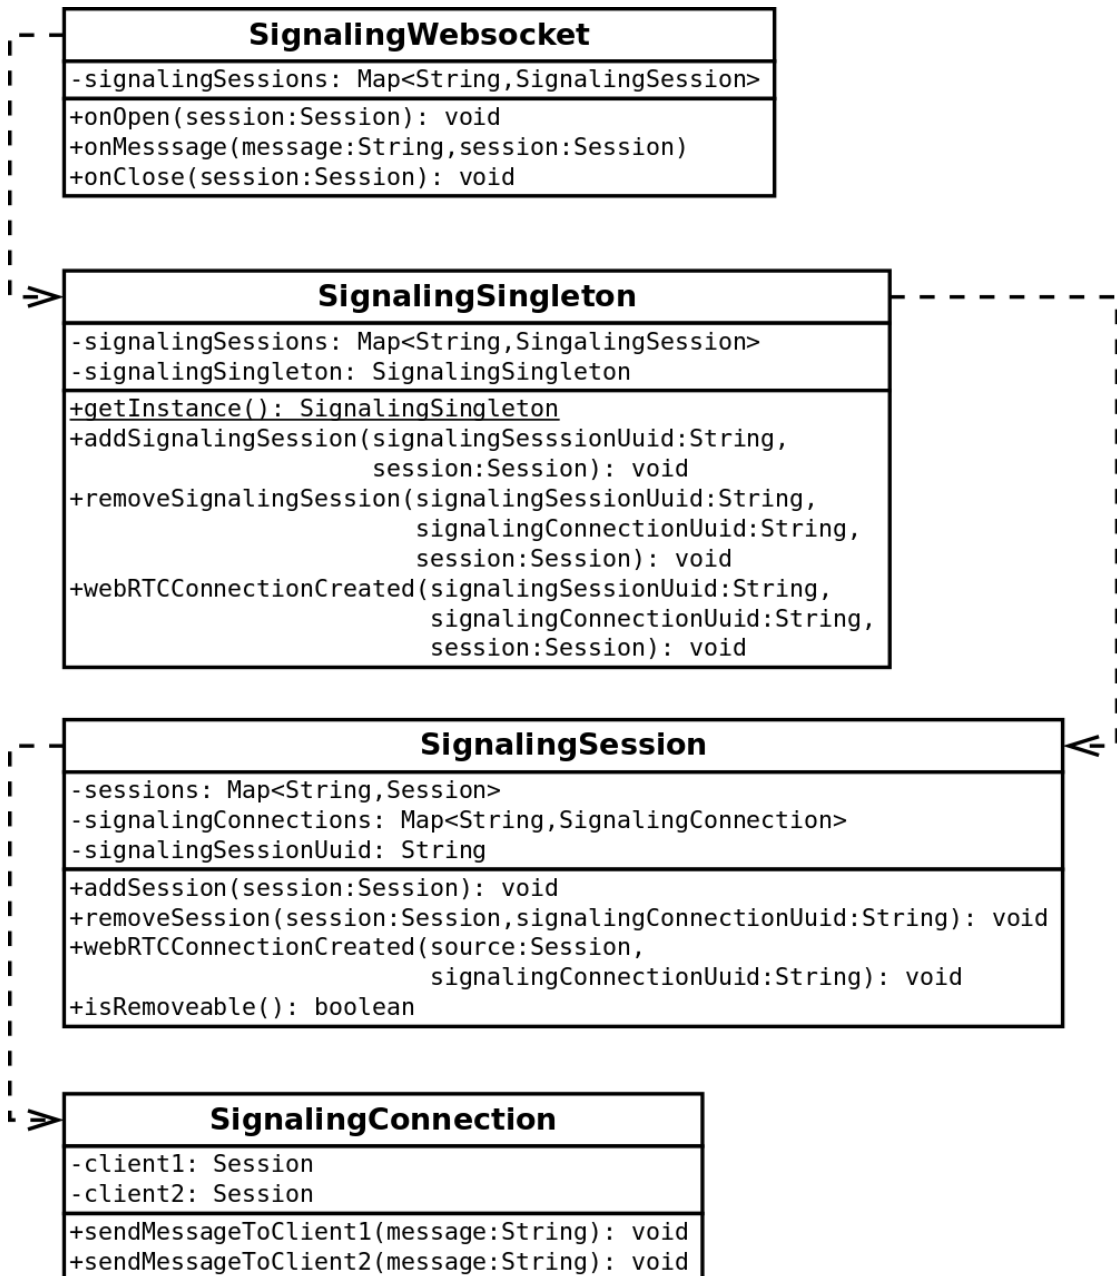 SignalingWebsocket
-signalingSessions: Map<String,SignalingSession>
+onOpen(session:Session): void
+onMesssage(message:String,session:Session)
+onClose(session:Session): void
SignalingSingleton
-signalingSessions: Map<String,SingalingSession>
-signalingSingleton: SignalingSingleton
+getInstance(): SignalingSingleton
+addSignalingSession(signalingSesssionUuid:String,
session:Session): void
+removeSignalingSession(signalingSessionUuid:String,
signalingConnectionUuid:String,
session:Session): void
+webRTCConnectionCreated(signalingSessionUuid:String,
signalingConnectionUuid:String,
session:Session): void
SignalingSession
-sessions: Map<String,Session>
-signalingConnections: Map<String,SignalingConnection>
-signalingSessionUuid: String
+addSession(session:Session): void
+removeSession(session:Session,signalingConnectionUuid:String): void
+webRTCConnectionCreated(source:Session,
signalingConnectionUuid:String): void
+isRemoveable(): boolean
SignalingConnection
-client1: Session
-client2: Session
+sendMessageToClient1(message:String): void
+sendMessageToClient2(message:String): void